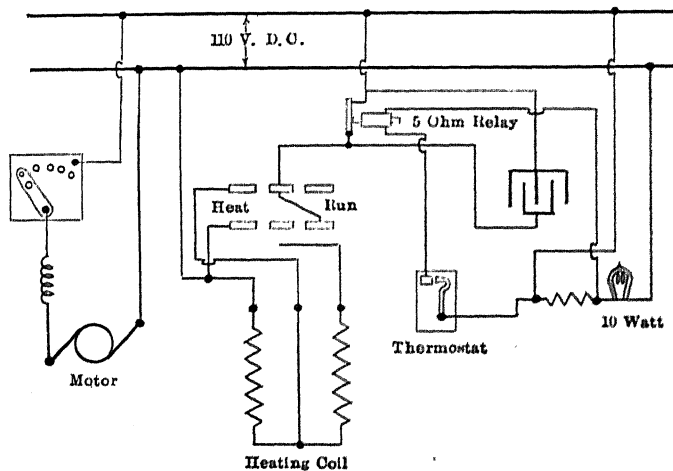 110 V. D. C.
5 Ohm Relay
Heat
Run
10 Watt
Thermostat
Motor
Heating Coil